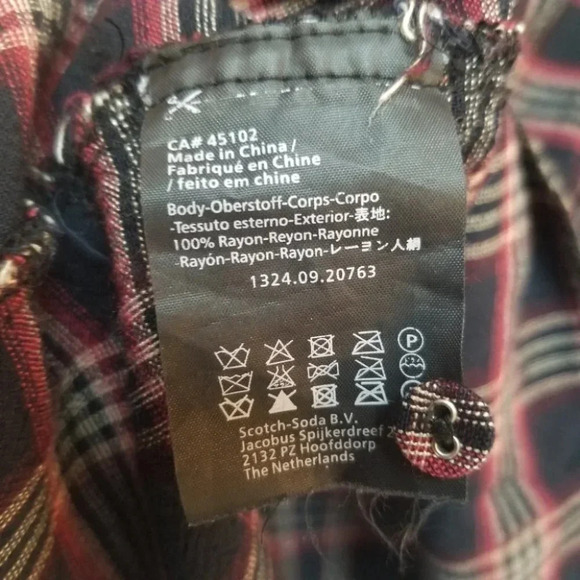 CA# 45102
Made in China /
Fabriqué en Chine
/ feito em chine
Body-Oberstoff-Corps-Corpo
-Tessuto esterno-Exterior-表地:
100% Rayon-Reyon-Rayonne
-Rayón-Rayon-Rayon-レーヨン人絹
1324.09.20763
P
Scotch-Soda B.V.
Jacobus Spijkerdreef 2
2132 PZ Hoofddorp
The Netherlands